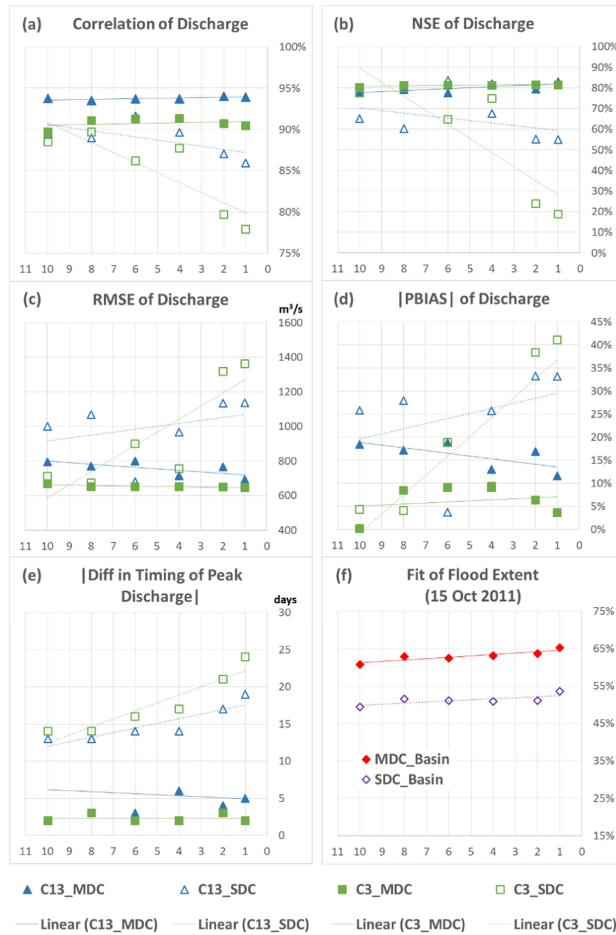 (a) Correlation of Discharge
100%
95%
90%
85%
80%
75%
11 10 9 8 7 6 5 4 3 2 1 0
(b) NSE of Discharge
100%
90%
80%
70%
60%
50%
40%
30%
20%
10%
0%
11 10 9 8 7 6 5 4 3 2 1 0
(c) RMSE of Discharge
m³/s
1600
1400
1200
1000
800
600
400
11 10 9 8 7 6 5 4 3 2 1 0
(d) |PBIAS| of Discharge
45%
40%
35%
30%
25%
20%
15%
10%
5%
0%
11 10 9 8 7 6 5 4 3 2 1 0
(e) |Diff in Timing of Peak
Discharge|
days
30
25
20
15
10
5
0
11 10 9 8 7 6 5 4 3 2 1 0
(f) Fit of Flood Extent
(15 Oct 2011)
75%
65%
55%
45%
35%
25%
15%
MDC_Basin
SDC_Basin
11 10 9 8 7 6 5 4 3 2 1 0
C13_MDC C13_SDC C3_MDC C3_SDC
Linear (C13_MDC) Linear (C13_SDC) Linear (C3_MDC) Linear (C3_SDC)